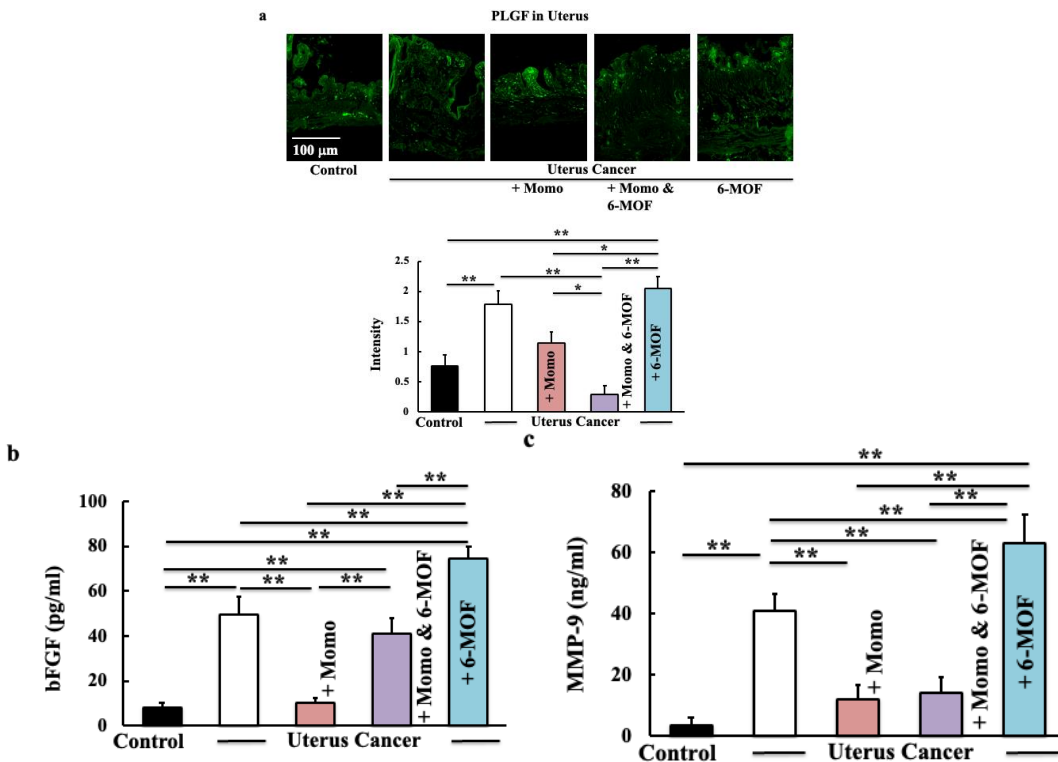 a
PLGF in Uterus
100 μm
Control
Uterus Cancer
+ Momo
+ Momo &
6-MOF
6-MOF
**
*
**
**
**
*
2.5
2
1.5
1
0.5
0
Intensity
+ Momo
+ Momo & 6-MOF
+ 6-MOF
Control
Uterus Cancer
b
**
**
**
**
**
**
**
**
100
80
60
40
20
0
bFGF (pg/ml)
+ Momo
+ Momo & 6-MOF
+ 6-MOF
Control
Uterus Cancer
c
**
**
**
**
**
**
**
80
60
40
20
0
MMP-9 (ng/ml)
+ Momo
+ Momo & 6-MOF
+ 6-MOF
Control
Uterus Cancer